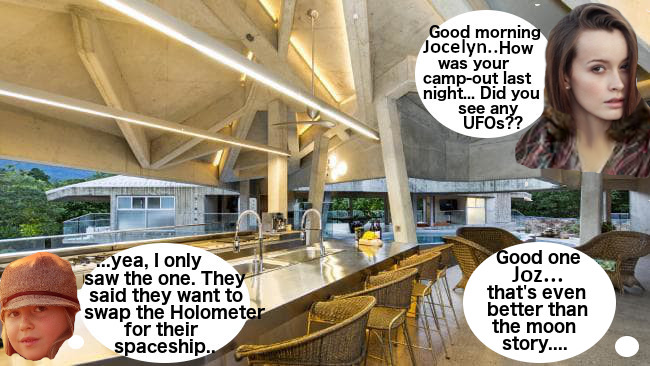 Good morning
Jocelyn..How
was your
camp-out last
night... Did you
see any
UFOs??
...yea, I only
saw the one. They
said they want to
swap the Holometer
for their
spaceship..
Good one
Joz...
that's even
better than
the moon
story....